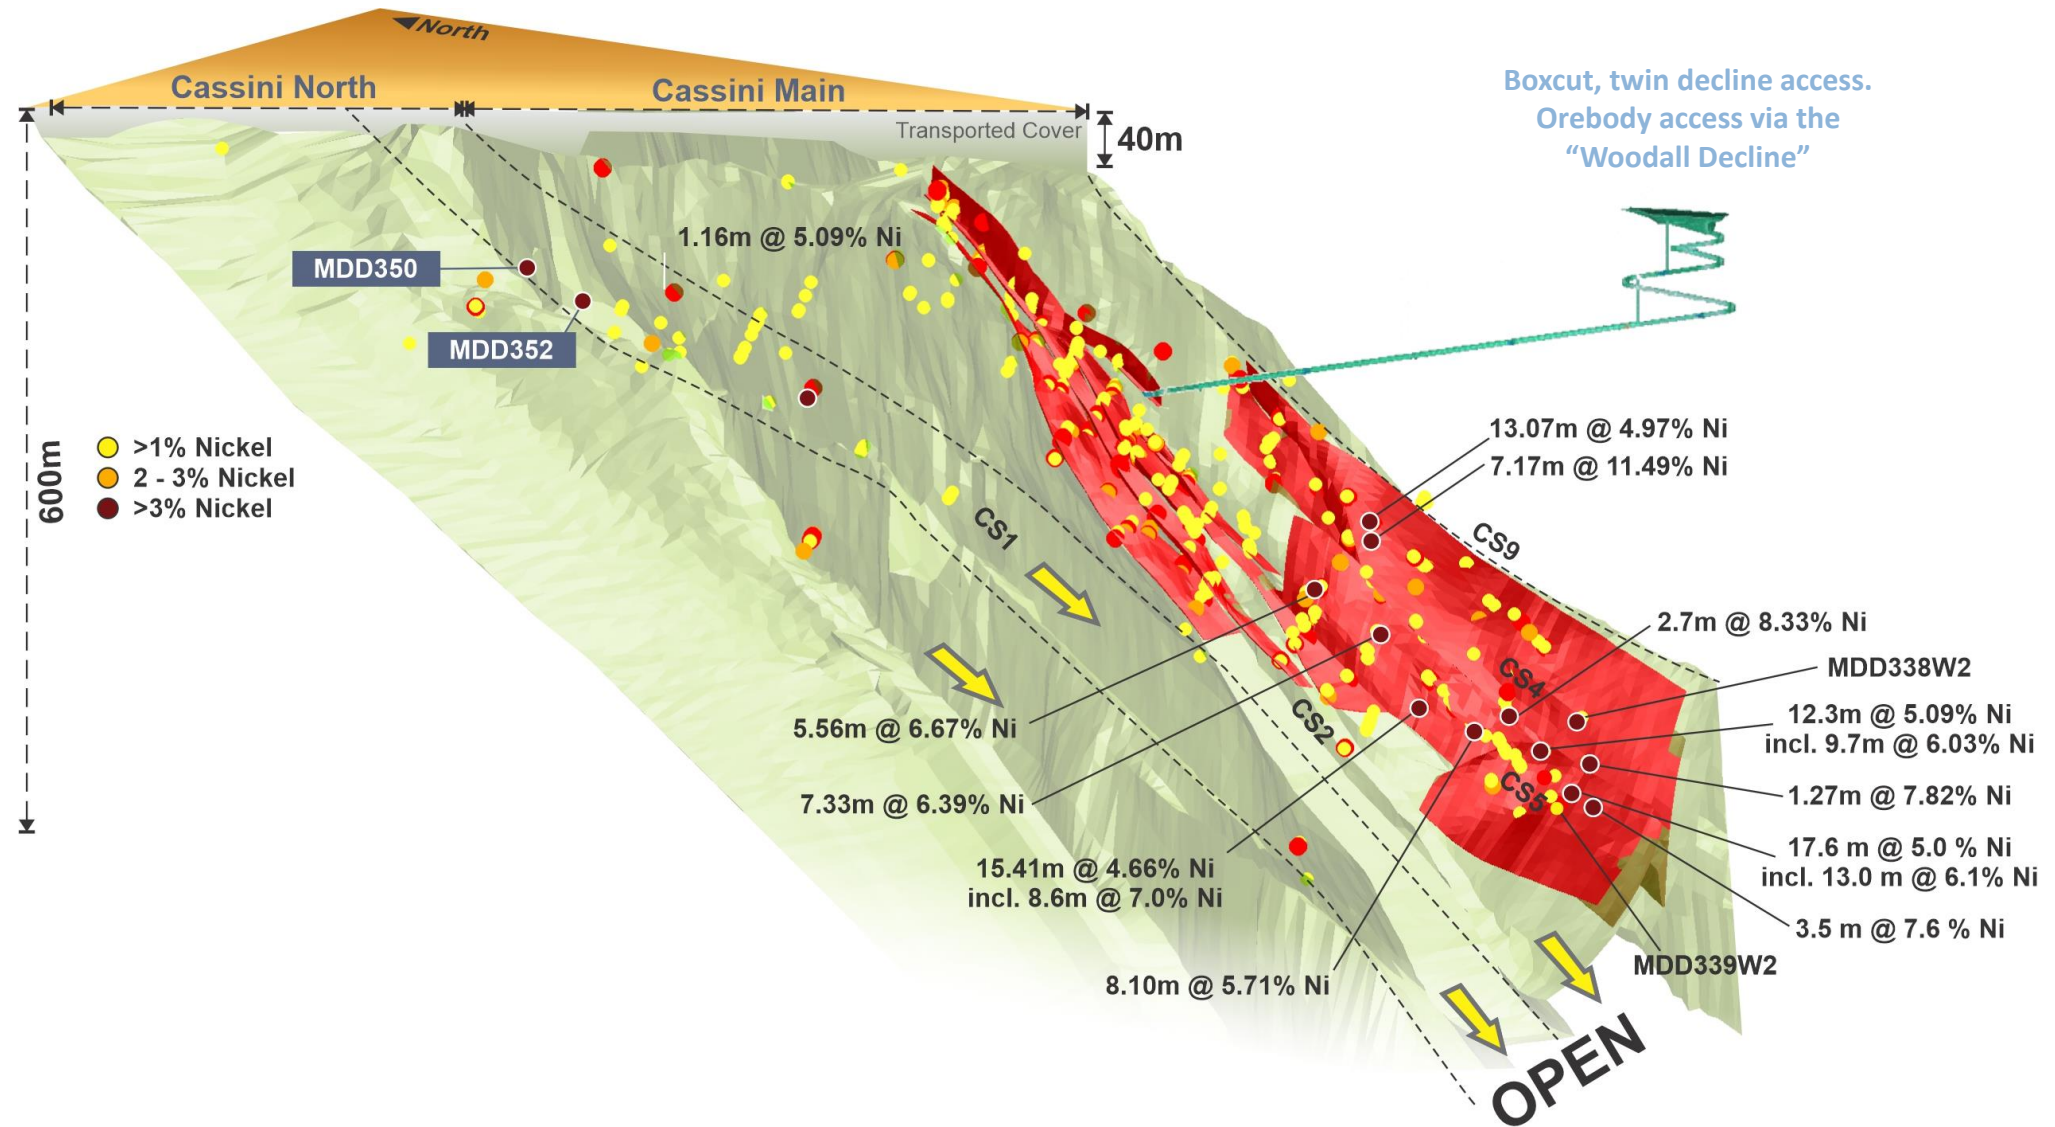 North
Cassini North
Cassini Main
Transported Cover
40m
Boxcut, twin decline access.
Orebody access via the
“Woodall Decline”
1.16m @ 5.09% Ni
MDD350
MDD352
600m
>1% Nickel
2 - 3% Nickel
>3% Nickel
13.07m @ 4.97% Ni
7.17m @ 11.49% Ni
CS1
CS9
2.7m @ 8.33% Ni
MDD338W2
CS4
CS2
12.3m @ 5.09% Ni
incl. 9.7m @ 6.03% Ni
5.56m @ 6.67% Ni
CS5
1.27m @ 7.82% Ni
7.33m @ 6.39% Ni
17.6 m @ 5.0 % Ni
incl. 13.0 m @ 6.1% Ni
15.41m @ 4.66% Ni
incl. 8.6m @ 7.0% Ni
3.5 m @ 7.6 % Ni
MDD339W2
8.10m @ 5.71% Ni
OPEN